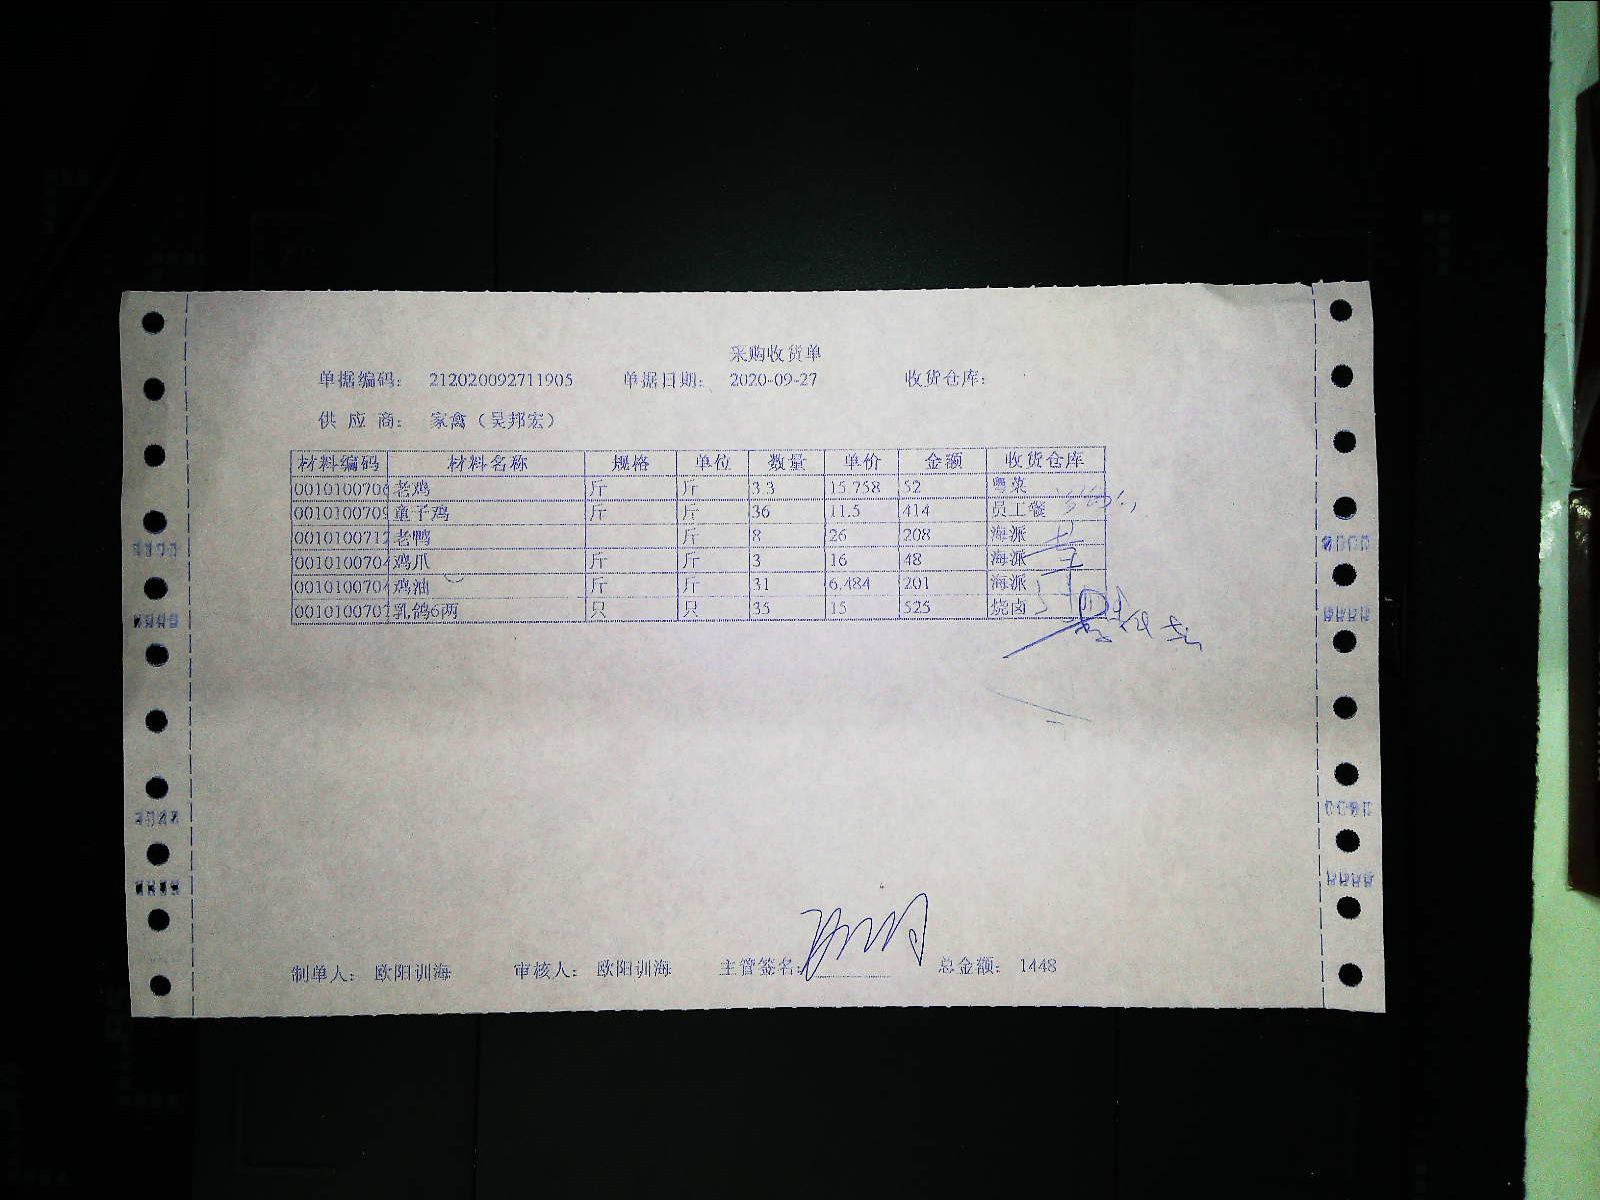 采购收货单
单据编码： 212020092711905 单据日期： 2020-09-27 收货仓库：
供 应 商： 家禽（吴邦宏）
材料编码 材料名称 规格 单位 数量 单价 金额 收货仓库
0010100706 老鸡 斤 斤 3.3 15.758 52 粤菜
0010100709 童子鸡 斤 斤 36 11.5 414 员工餐
0010100712 老鸭 斤 8 26 208 海派
001010070 鸡爪 斤 斤 3 16 48 海派
001010070 鸡油 斤 斤 31 6.484 201 海派
001010070 乳鸽6两 只 只 35 15 525 烧卤
制单人： 欧阳训海 审核人： 欧阳训海 主管签名： 总金额： 1448